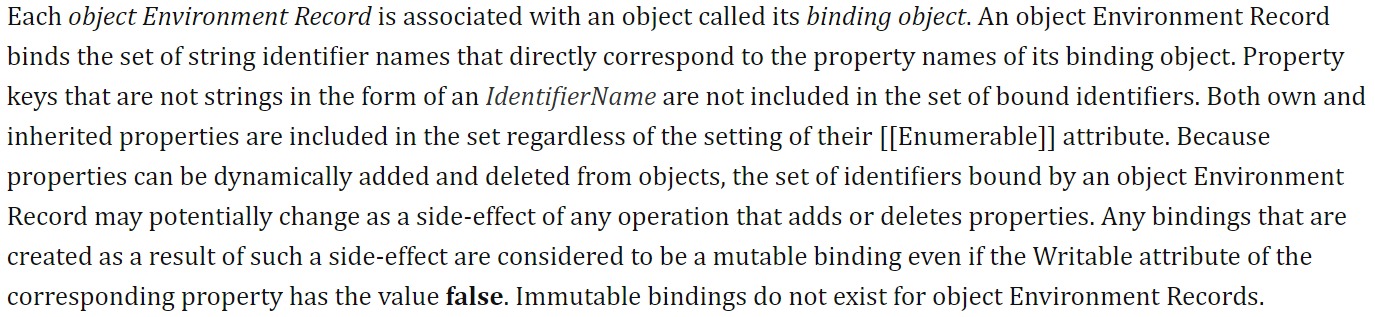 Each object Environment Record is associated with an object called its binding object. An object Environment Record
binds the set of string identifier names that directly correspond to the property names of its binding object. Property
keys that are not strings in the form of an IdentifierName are not included in the set of bound identifiers. Both own and
inherited properties are included in the set regardless of the setting of their [[Enumerable]] attribute. Because
properties can be dynamically added and deleted from objects, the set of identifiers bound by an object Environment
Record may potentially change as a side-effect of any operation that adds or deletes properties. Any bindings that are
created as a result of such a side-effect are considered to be a mutable binding even if the Writable attribute of the
corresponding property has the value false. Immutable bindings do not exist for object Environment Records.